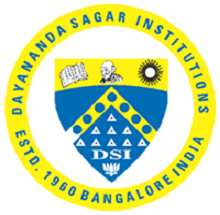 DAYANANDA SAGAR INSTITUTIONS
ESTD. 1960 BANGALORE INDIA
DSI